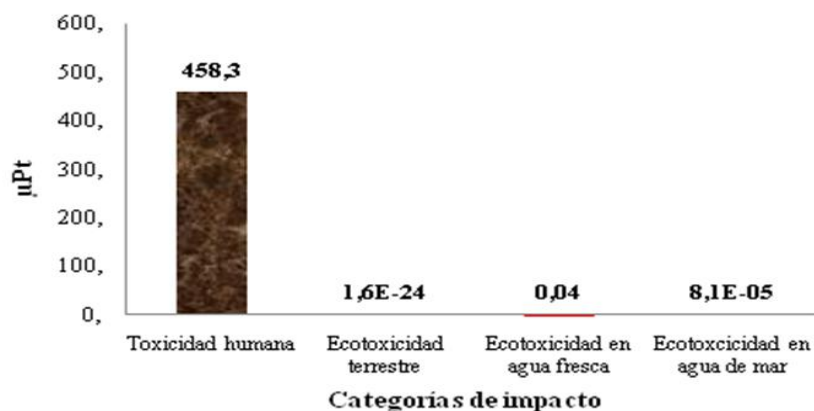 600,
500,
400,
300,
200,
100,
0,
µPt
458,3
1,6E-24
0,04
8,1E-05
Toxicidad humana
Ecotoxicidad
terrestre
Ecotoxicidad en
agua fresca
Ecotoxcicidad en
agua de mar
Categorías de impacto